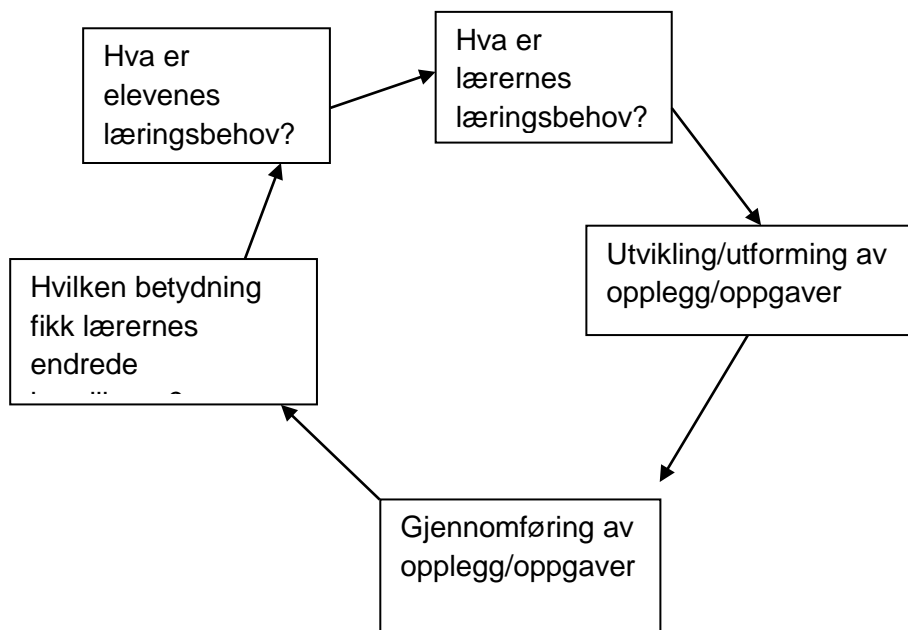 Hva er
elevenes
læringsbehov?
Hva er
lærernes
læringsbehov?
Utvikling/utforming av
opplegg/oppgaver
Gjennomføring av
opplegg/oppgaver
Hvilken betydning
fikk lærernes
endrede